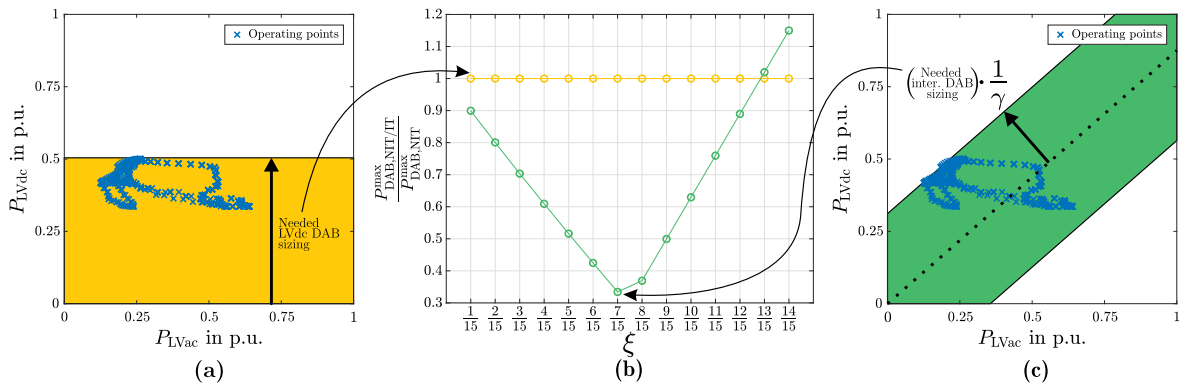 1
0.75
0.5
0.25
0
P_LVdc in p.u.
Operating points
Needed
LVdc DAB
sizing
0 0.25 0.5 0.75 1
P_LVac in p.u.
(a)
1.2
1.1
1
0.9
0.8
0.7
0.6
0.5
0.4
0.3
P^max_DAB,NIT/IT
P^max_DAB,NIT
1 2 3 4 5 6 7 8 9 10 11 12 13 14
15 15 15 15 15 15 15 15 15 15 15 15 15 15
ξ
(b)
1
0.75
0.5
0.25
0
P_LVdc in p.u.
Operating points
(Needed
inter. DAB
sizing) · 1/γ
0 0.25 0.5 0.75 1
P_LVac in p.u.
(c)